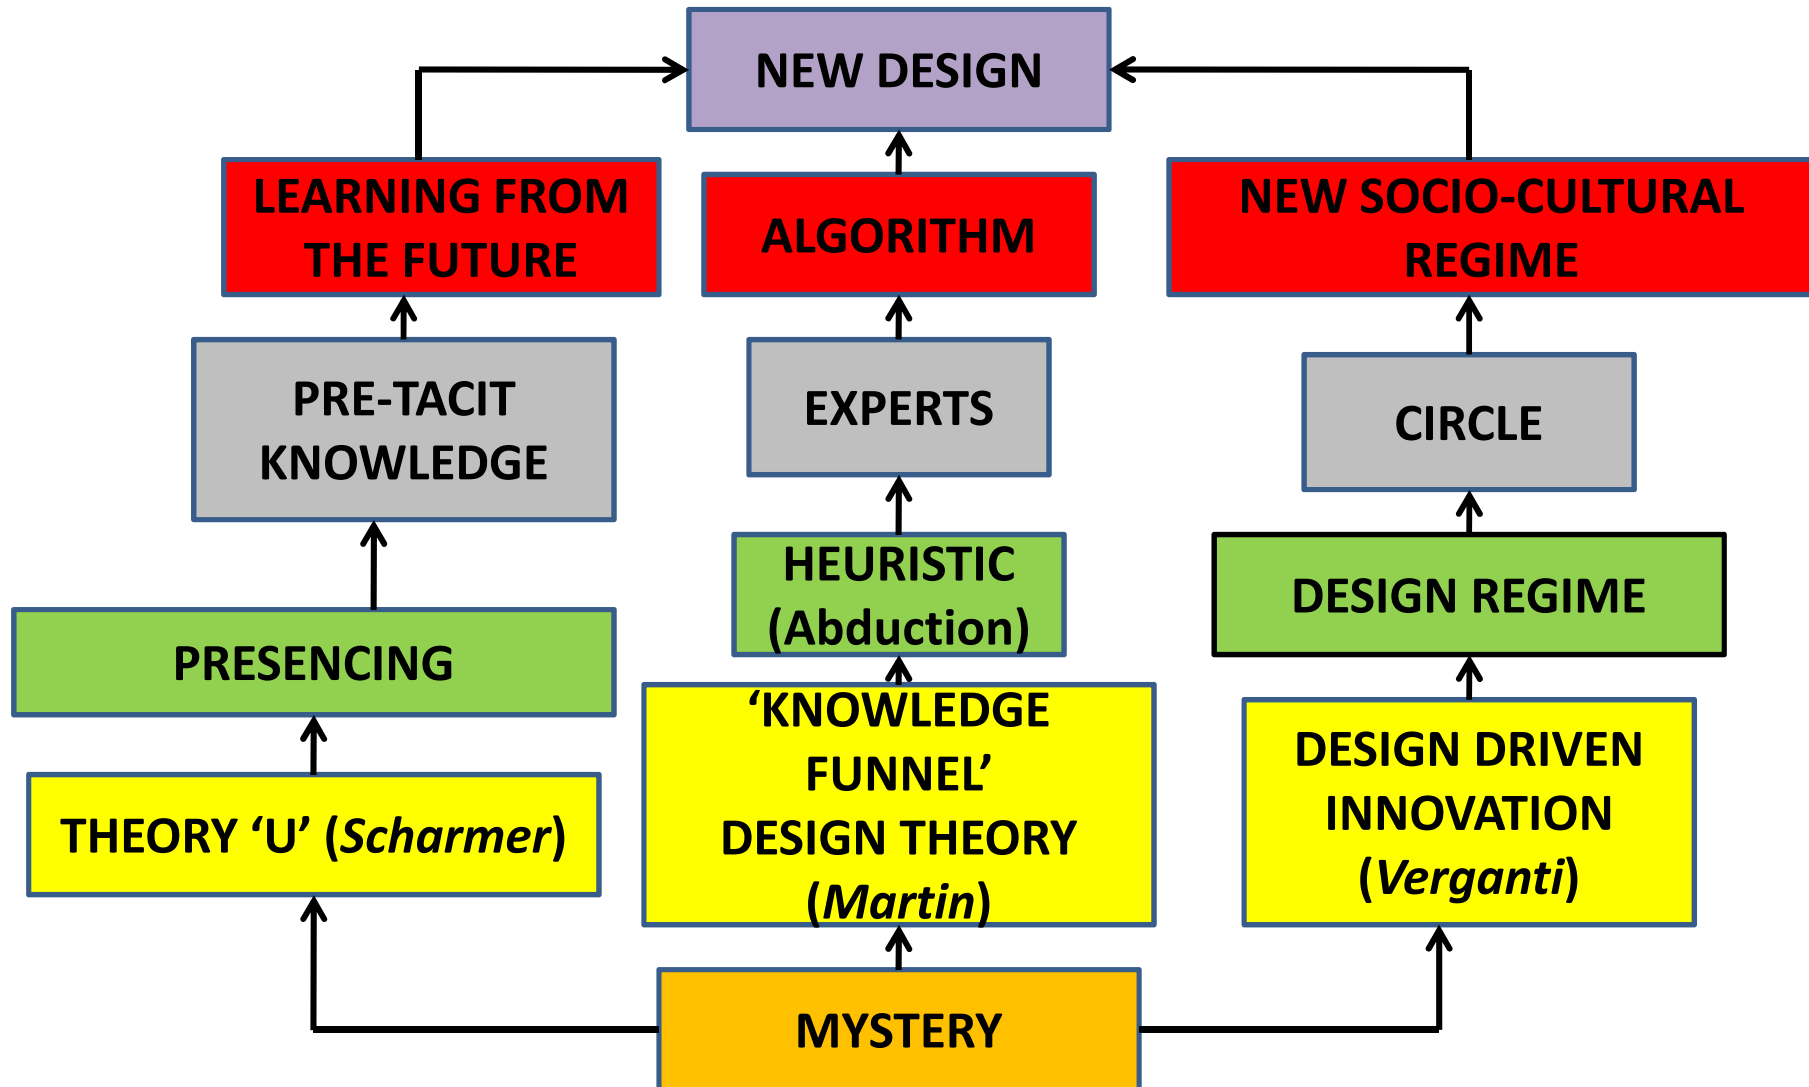 NEW DESIGN
LEARNING FROM
THE FUTURE
ALGORITHM
NEW SOCIO-CULTURAL
REGIME
PRE-TACIT
KNOWLEDGE
EXPERTS
CIRCLE
PRESENCING
HEURISTIC
(Abduction)
DESIGN REGIME
THEORY ‘U’ (Scharmer)
‘KNOWLEDGE
FUNNEL’
DESIGN THEORY
(Martin)
DESIGN DRIVEN
INNOVATION
(Verganti)
MYSTERY